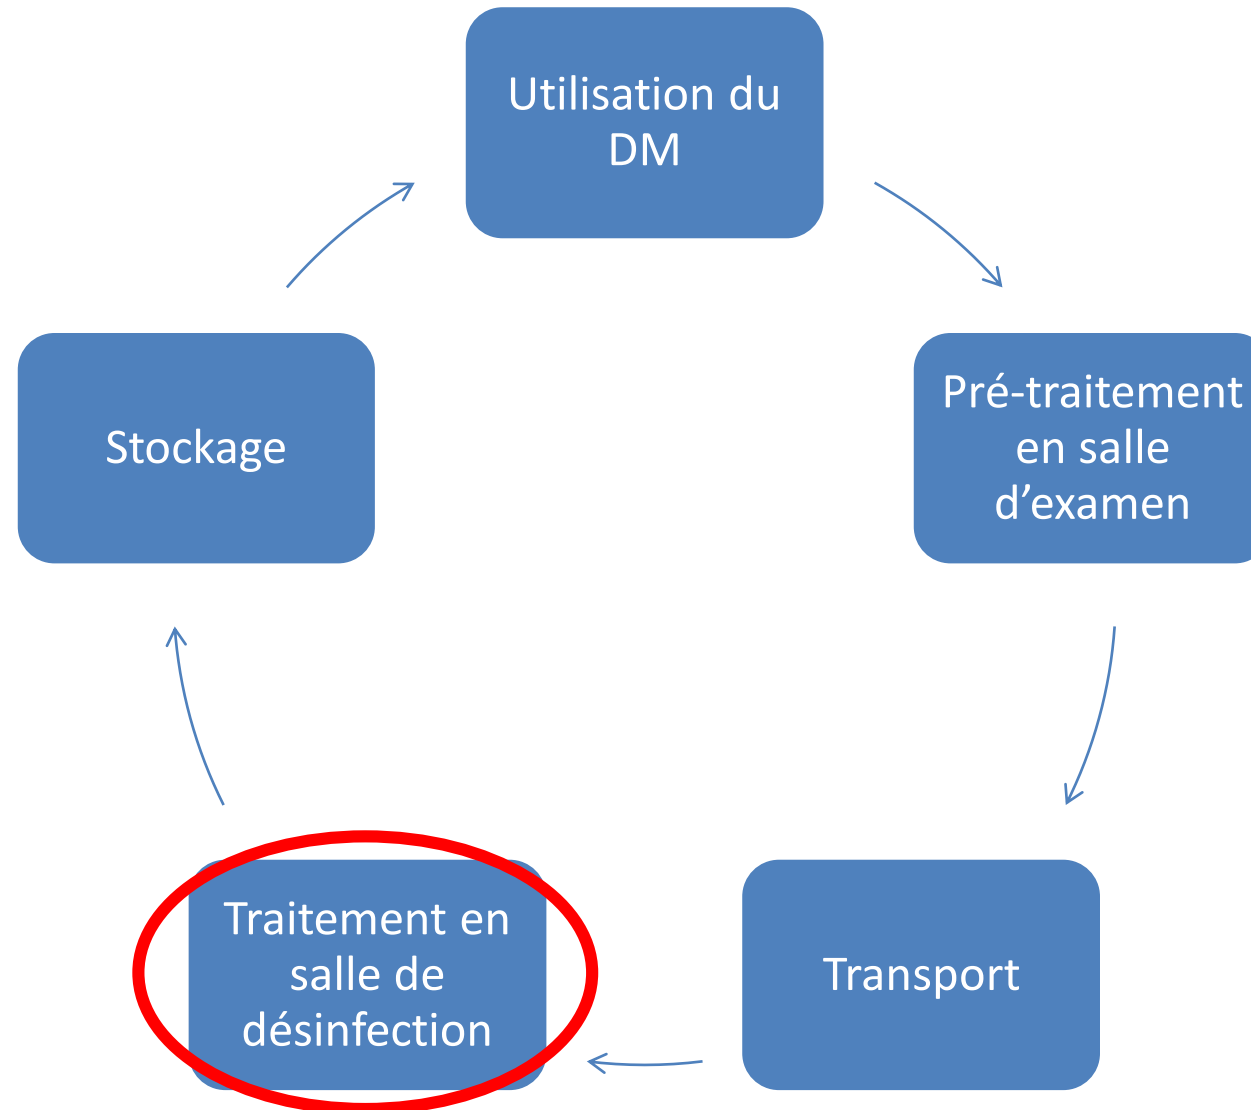 Utilisation du
DM
Pré-traitement
en salle
d’examen
Transport
Traitement en
salle de
désinfection
Stockage